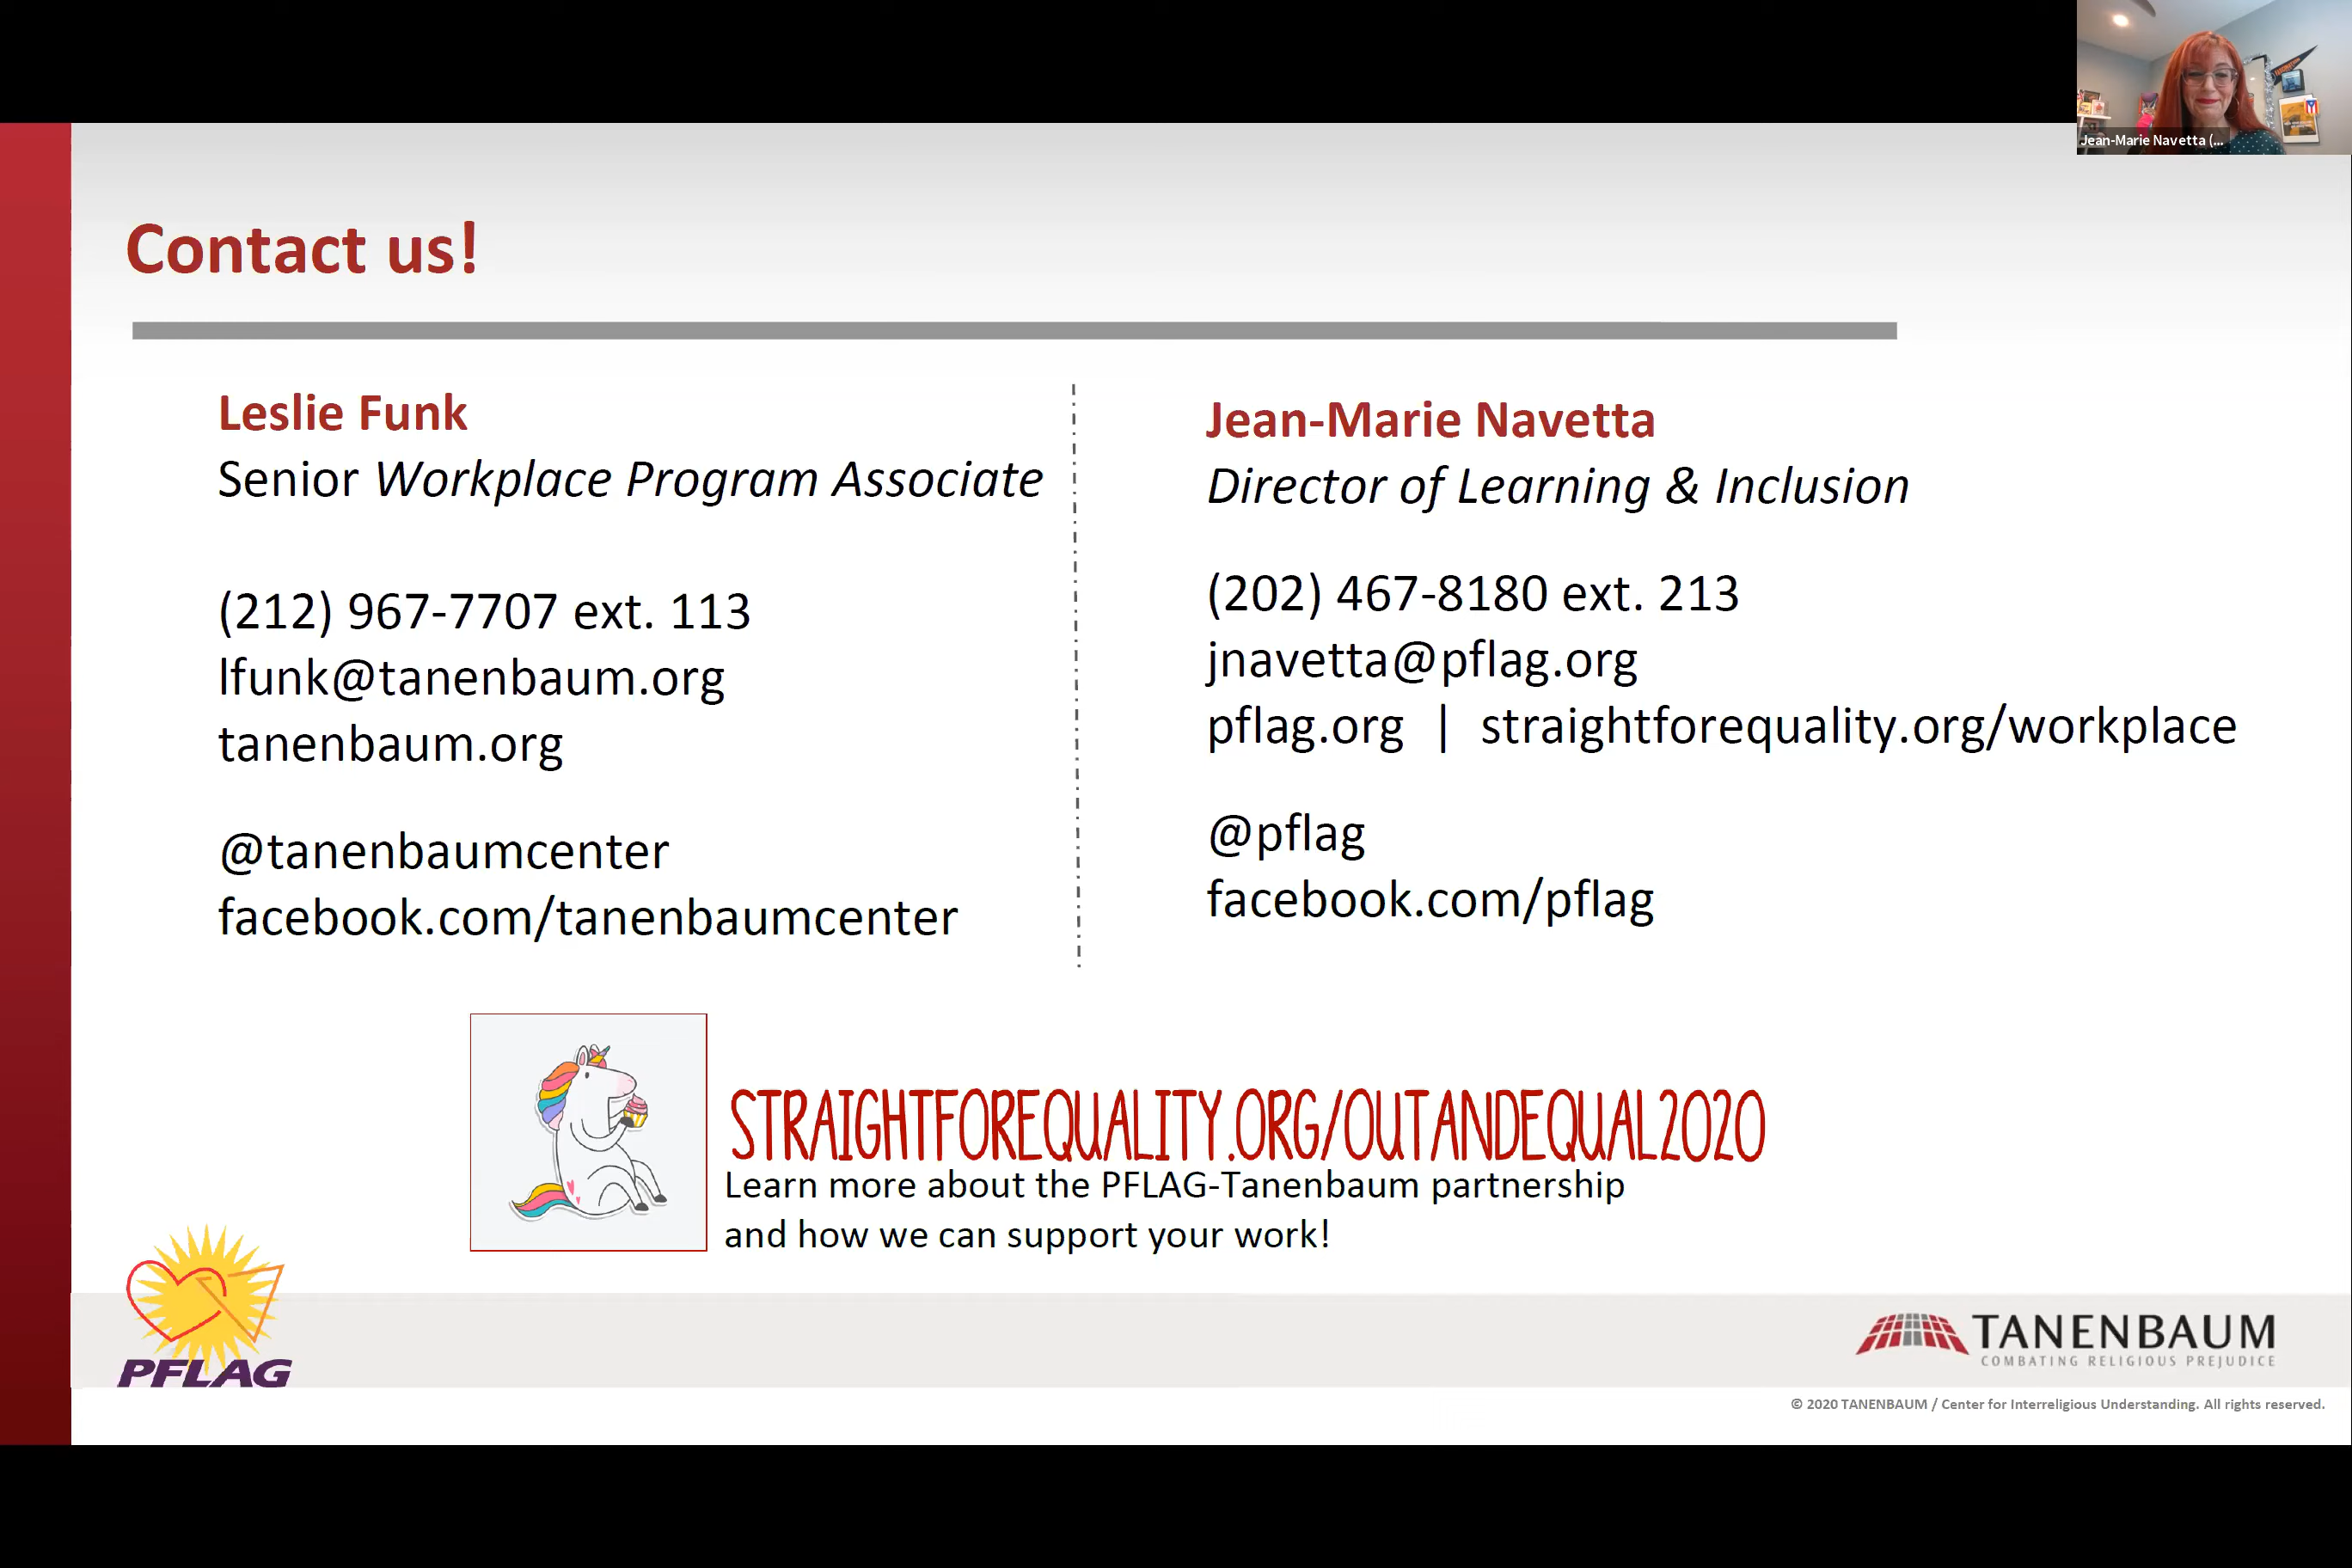 Jean-Marie Navetta (...
Contact us!
Leslie Funk
Senior Workplace Program Associate
(212) 967-7707 ext. 113
lfunk@tanenbaum.org
tanenbaum.org
@tanenbaumcenter
facebook.com/tanenbaumcenter
Jean-Marie Navetta
Director of Learning & Inclusion
(202) 467-8180 ext. 213
jnavetta@pflag.org
pflag.org | straightforequality.org/workplace
@pflag
facebook.com/pflag
STRAIGHTFOREQUALITY.ORG/OUTANDEQUAL2020
Learn more about the PFLAG-Tanenbaum partnership
and how we can support your work!
PFLAG
TANENBAUM
COMBATING RELIGIOUS PREJUDICE
© 2020 TANENBAUM / Center for Interreligious Understanding. All rights reserved.